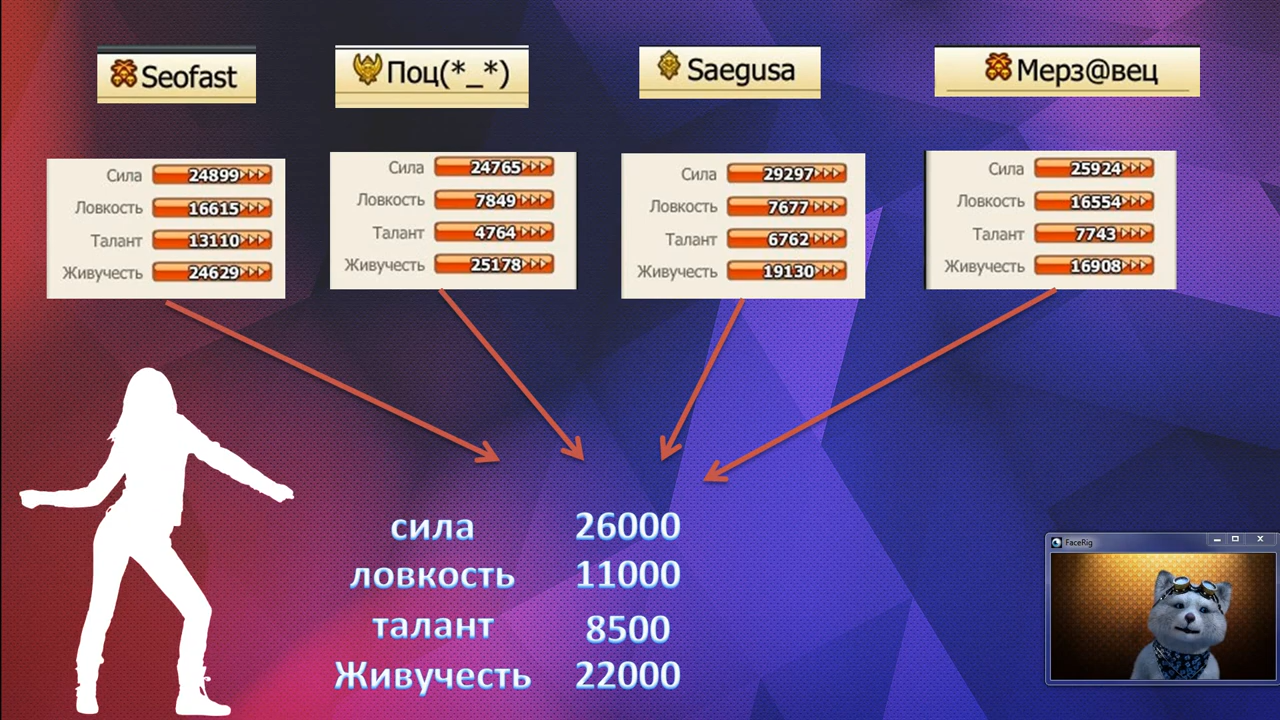 Seofast
Поц(*_*)
Saegusa
Мерз@вец
Сила 24899
Ловкость 16615
Талант 13110
Живучесть 24629
Сила 24765
Ловкость 7849
Талант 4764
Живучесть 25178
Сила 29297
Ловкость 7677
Талант 6762
Живучесть 19130
Сила 25924
Ловкость 16554
Талант 7743
Живучесть 16908
сила 26000
ловкость 11000
талант 8500
Живучесть 22000
FaceRig